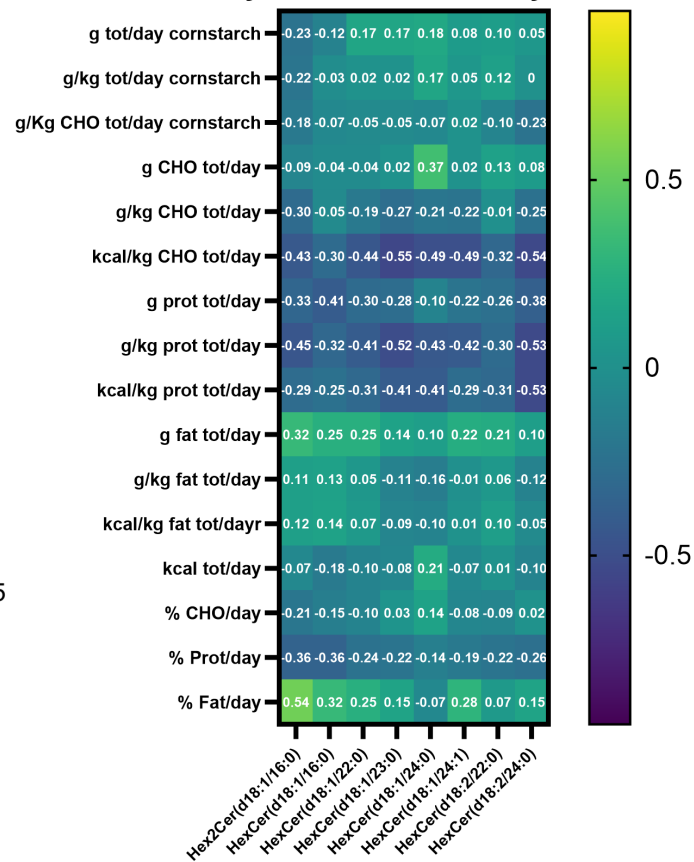 g tot/day cornstarch -0.23 -0.12 0.17 0.17 0.18 0.08 0.10 0.05
g/kg tot/day cornstarch -0.22 -0.03 0.02 0.02 0.17 0.05 0.12 0
g/Kg CHO tot/day cornstarch -0.18 -0.07 -0.05 -0.05 -0.07 0.02 -0.10 -0.23
g CHO tot/day -0.09 -0.04 -0.04 0.02 0.37 0.02 0.13 0.08
g/kg CHO tot/day -0.30 -0.05 -0.19 -0.27 -0.21 -0.22 -0.01 -0.25
kcal/kg CHO tot/day -0.43 -0.30 -0.44 -0.55 -0.49 -0.49 -0.32 -0.54
g prot tot/day -0.33 -0.41 -0.30 -0.28 -0.10 -0.22 -0.26 -0.38
g/kg prot tot/day -0.45 -0.32 -0.41 -0.52 -0.43 -0.42 -0.30 -0.53
kcal/kg prot tot/day -0.29 -0.25 -0.31 -0.41 -0.41 -0.29 -0.31 -0.53
g fat tot/day 0.32 0.25 0.25 0.14 0.10 0.22 0.21 0.10
g/kg fat tot/day 0.11 0.13 0.05 -0.11 -0.16 -0.01 0.06 -0.12
kcal/kg fat tot/dayr 0.12 0.14 0.07 -0.09 -0.10 0.01 0.10 -0.05
kcal tot/day -0.07 -0.18 -0.10 -0.08 0.21 -0.07 0.01 -0.10
% CHO/day -0.21 -0.15 -0.10 0.03 0.14 -0.08 -0.09 0.02
% Prot/day -0.36 -0.36 -0.24 -0.22 -0.14 -0.19 -0.22 -0.26
% Fat/day 0.54 0.32 0.25 0.15 -0.07 0.28 0.07 0.15
Hex2Cer(d18:1/16:0)
HexCer(d18:1/16:0)
HexCer(d18:1/22:0)
HexCer(d18:1/23:0)
HexCer(d18:1/24:0)
HexCer(d18:1/24:1)
HexCer(d18:2/22:0)
HexCer(d18:2/24:0)
0.5
0
-0.5
5